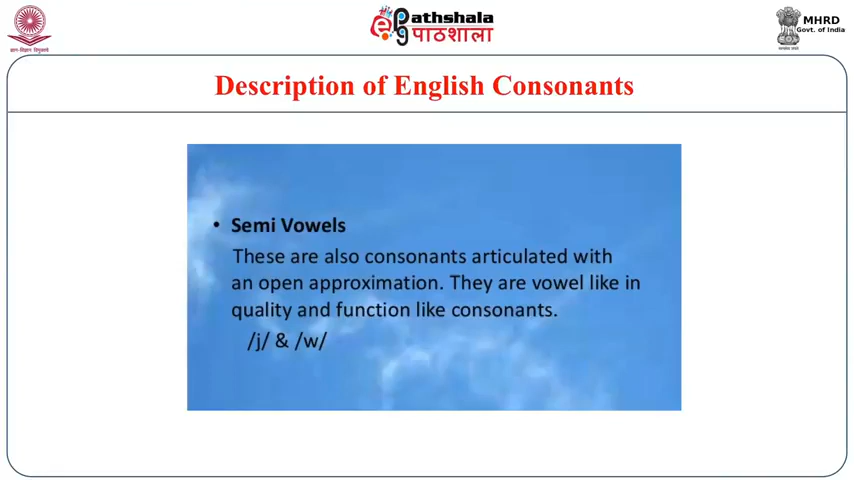 ePathshala
पाठशाला
MHRD
Govt. of India
Description of English Consonants
• Semi Vowels
These are also consonants articulated with
an open approximation. They are vowel like in
quality and function like consonants.
/j/ & /w/